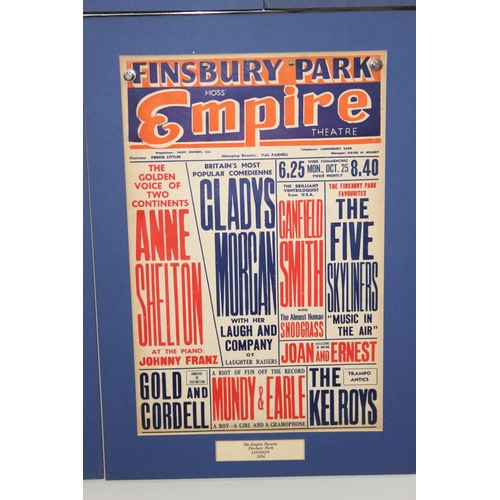 FINSBURY PARK
MOSS'
Empire
THEATRE
Proprietors: MOSS' EMPIRES, Ltd.
Chairman PRINCE LITTLER
Managing Director: VAL PARNELL
THE GOLDEN VOICE OF TWO CONTINENTS
ANNE
SHELTON
AT THE PIANO:
JOHNNY FRANZ
BRITAIN'S MOST
POPULAR COMEDIENNE
GLADYS
MORGAN
WITH HER
LAUGH AND
COMPANY
OF
LAUGHTER RAISERS
6.25 WEEK COMMENCING MON., OCT. 25 TWICE NIGHTLY 8.40
THE BRILLIANT
VENTRILOQUIST
from U.S.A.
CANFIELD
SMITH
WITH
The Almost Human
SNODGRASS
THE FINSBURY PARK
FAVOURITES
THE
FIVE
SKYLINERS
"MUSIC IN
THE AIR"
JOAN AND ERNEST
GOLD
AND
CORDELL
A RIOT OF FUN OFF THE RECORD
MUNDY & EARLE
A BOY—A GIRL AND A GRAMOPHONE
THE
KELROYS
TRAMPO
ANTICS
The Empire Theatre
Finsbury Park
LONDON
1954